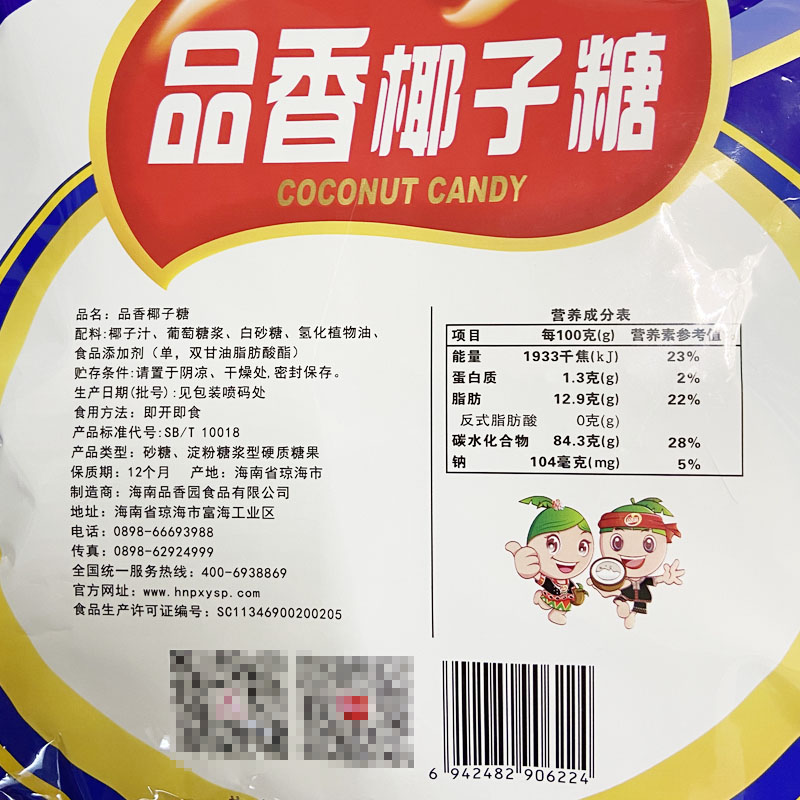 品香椰子糖
COCONUT CANDY
品名：品香椰子糖
配料:椰子汁、葡萄糖浆、白砂糖、氢化植物油、
食品添加剂（单，双甘油脂肪酸酯）
贮存条件:请置于阴凉、干燥处,密封保存。
生产日期(批号):见包装喷码处
食用方法：即开即食
产品标准代号:SB/T 10018
产品类型：砂糖、淀粉糖浆型硬质糖果
保质期：12个月 产地：海南省琼海市
制造商：海南品香园食品有限公司
地址：海南省琼海市富海工业区
电话：0898-66693988
传真：0898-62924999
全国统一服务热线：400-6938869
官方网址：www.hnpxysp.com
食品生产许可证编号：SC11346900200205
营养成分表
项目 每100克(g) 营养素参考值
能量 1933千焦(kJ) 23%
蛋白质 1.3克(g) 2%
脂肪 12.9克(g) 22%
反式脂肪酸 0克(g)
碳水化合物 84.3克(g) 28%
钠 104毫克(mg) 5%
6 942482 906224